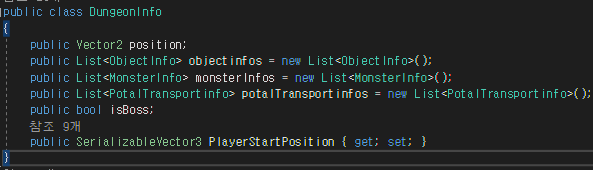 public class DungeonInfo
{
public Vector2 position;
public List<ObjectInfo> objectinfos = new List<ObjectInfo>();
public List<MonsterInfo> monsterInfos = new List<MonsterInfo>();
public List<PotalTransportinfo> potalTransportinfos = new List<PotalTransportinfo>();
public bool isBoss;
참조 9개
public SerializableVector3 PlayerStartPosition { get; set; }
}